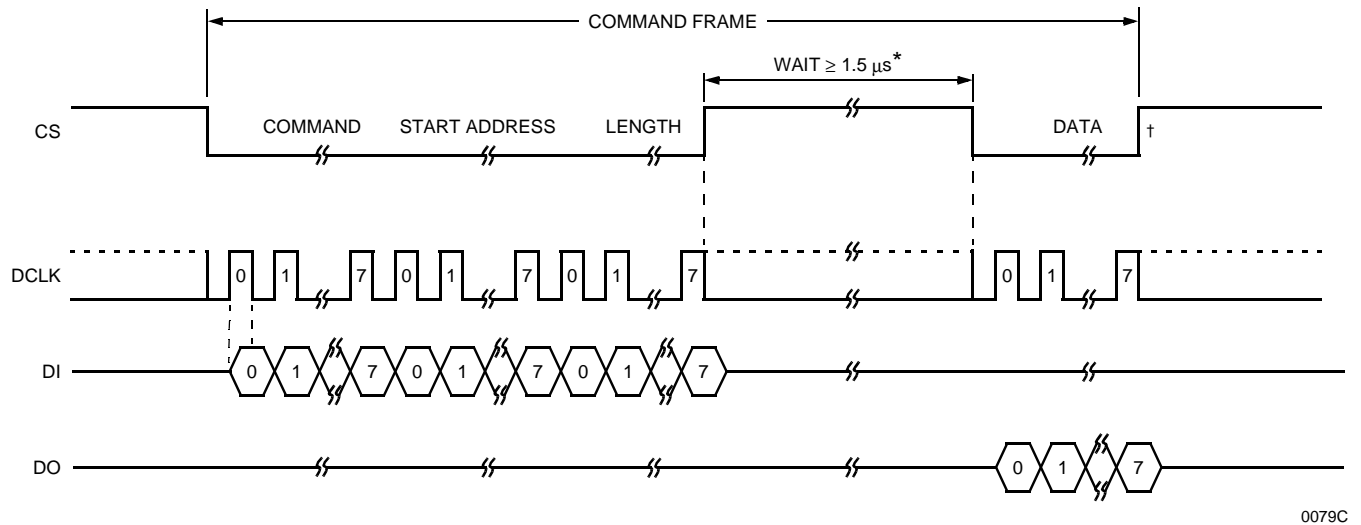 COMMAND FRAME
WAIT ≥ 1.5 µs*
CS COMMAND START ADDRESS LENGTH DATA †
DCLK 0 1 7 0 1 7 0 1 7 0 1 7
DI 0 1 7 0 1 7 0 1 7
DO 0 1 7
0079C